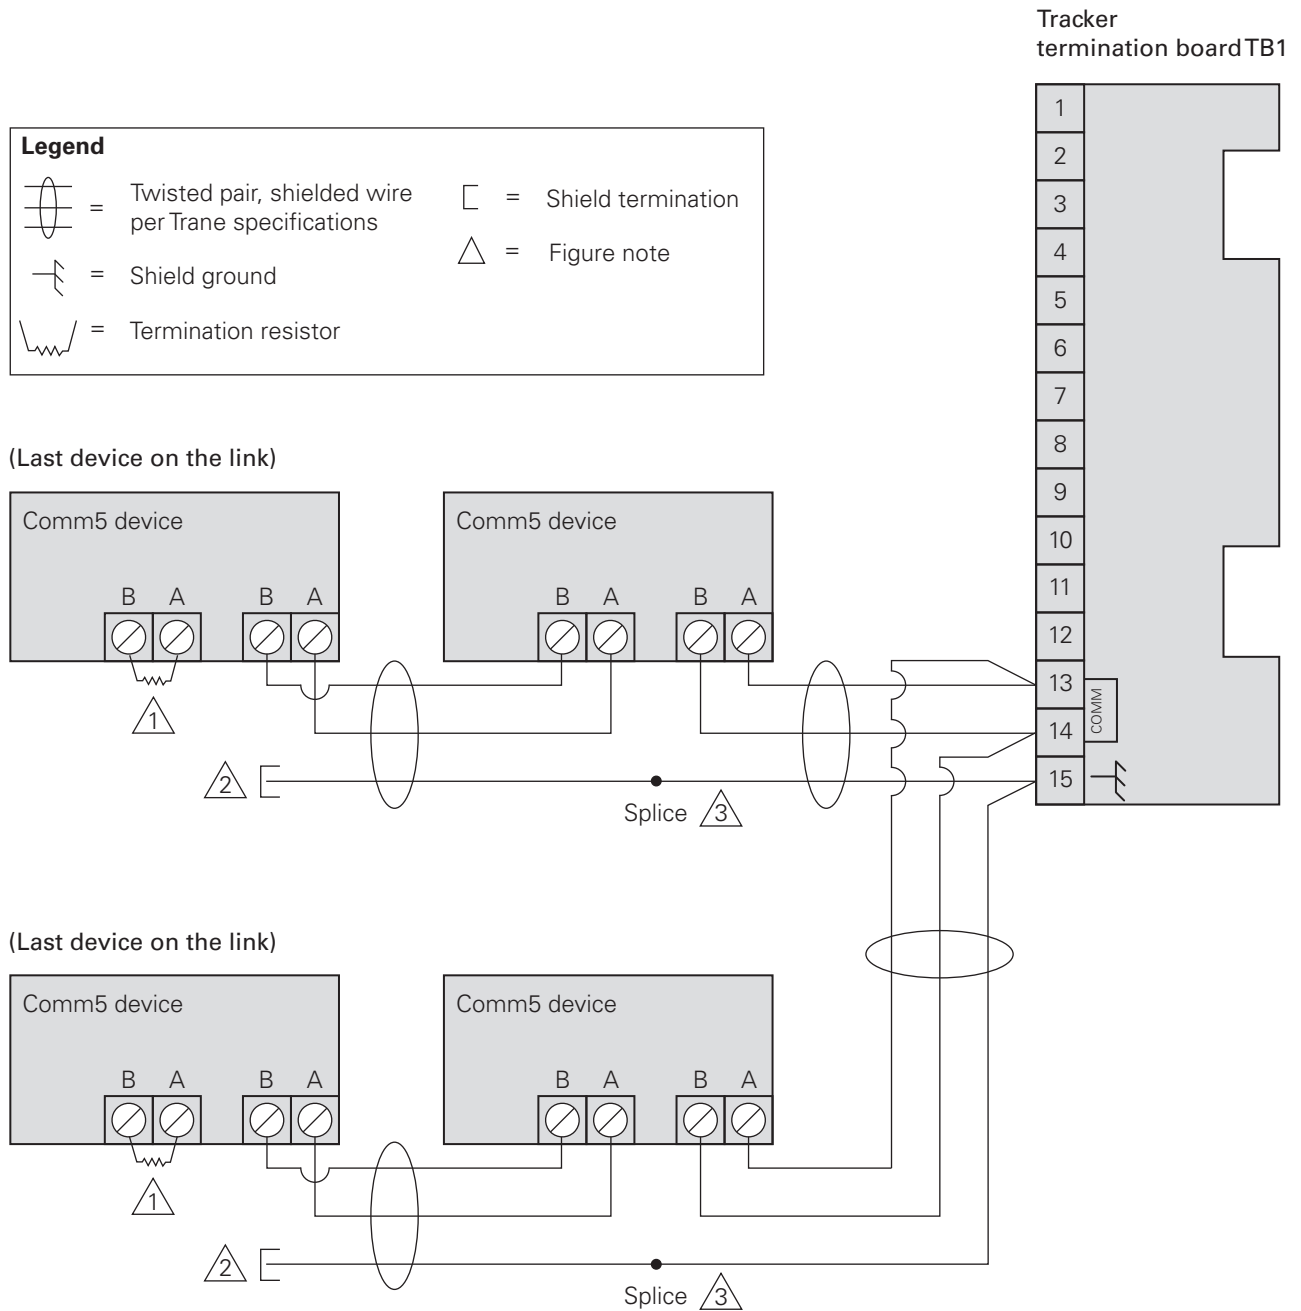 Tracker
termination board TB1
Legend
= Twisted pair, shielded wire
per Trane specifications
= Shield ground
= Termination resistor
= Shield termination
= Figure note
1
2
3
4
5
6
7
8
9
10
11
12
13
14
15
COMM
(Last device on the link)
Comm5 device
B A B A
1
Comm5 device
B A B A
2
Splice 3
(Last device on the link)
Comm5 device
B A B A
1
Comm5 device
B A B A
2
Splice 3